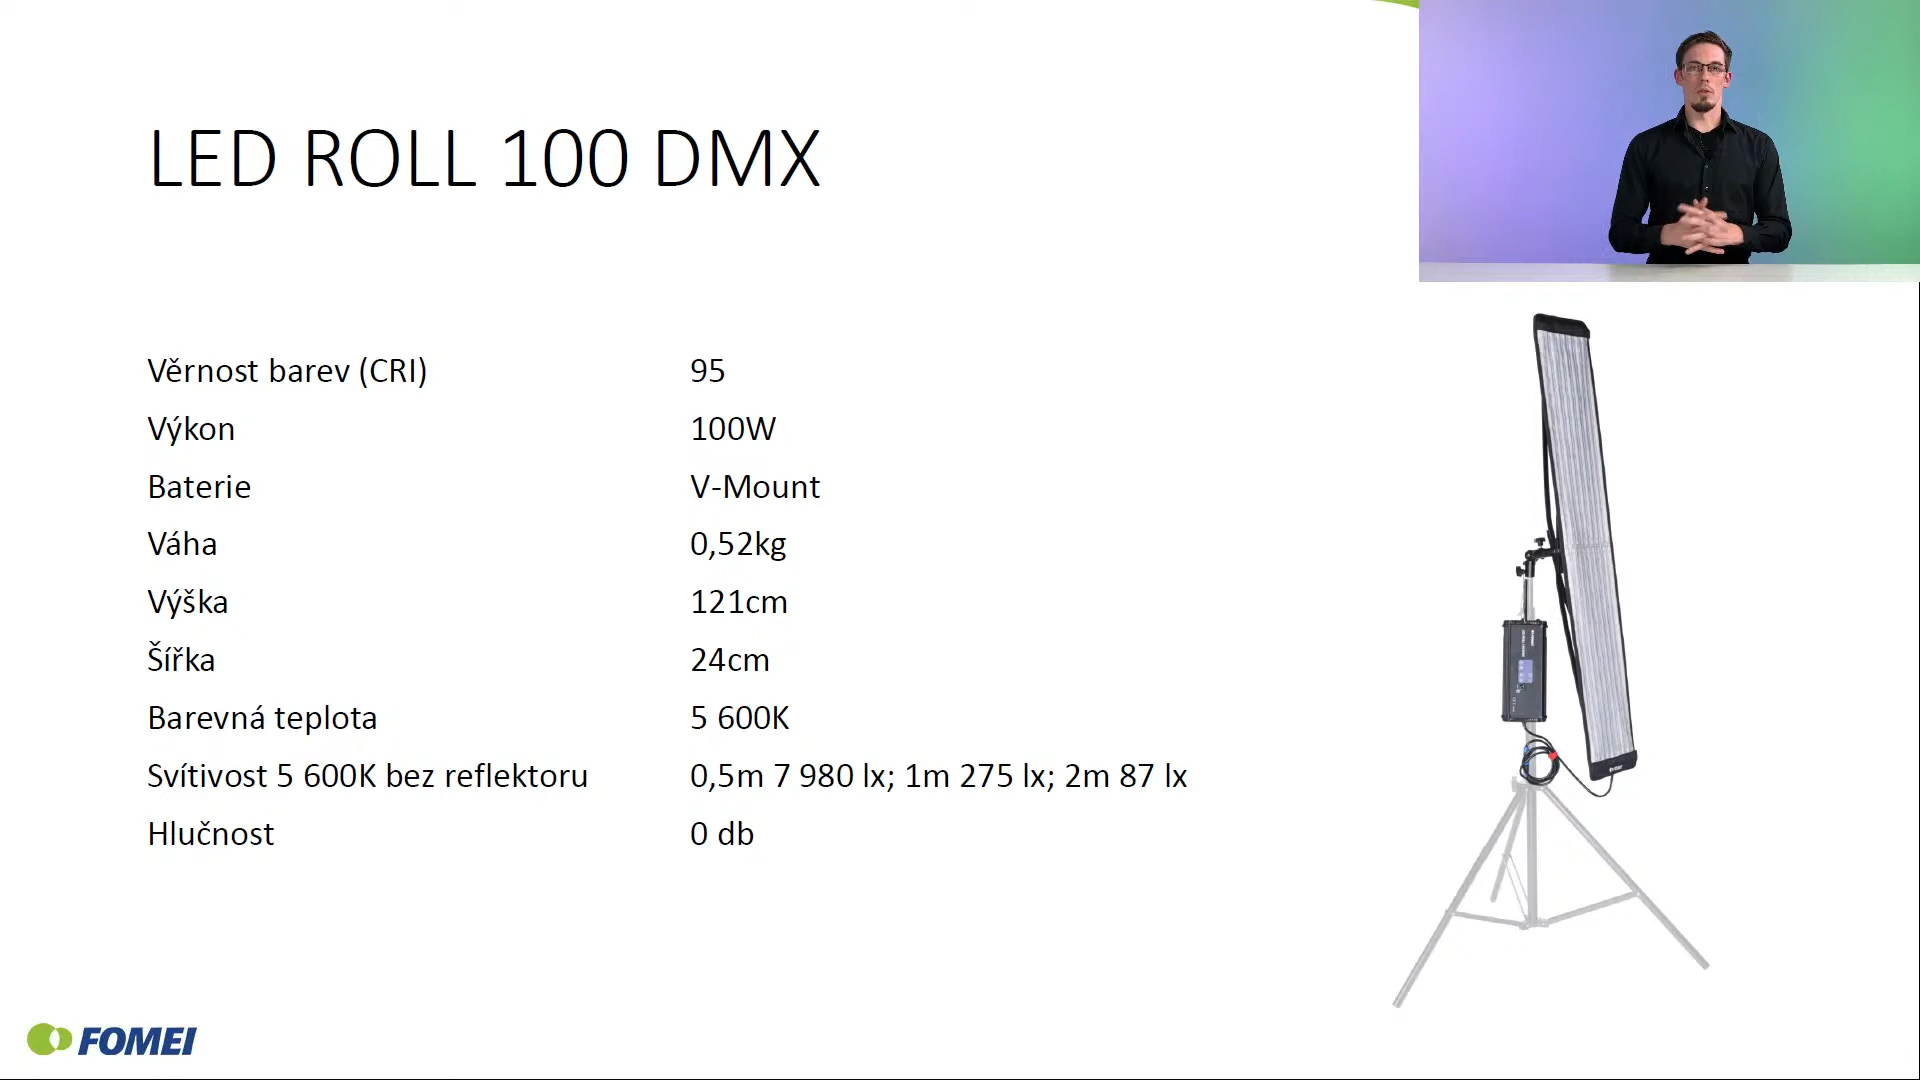 LED ROLL 100 DMX
Věrnost barev (CRI) 95
Výkon 100W
Baterie V-Mount
Váha 0,52kg
Výška 121cm
Šířka 24cm
Barevná teplota 5 600K
Svítivost 5 600K bez reflektoru 0,5m 7 980 lx; 1m 275 lx; 2m 87 lx
Hlučnost 0 db
FOMEI